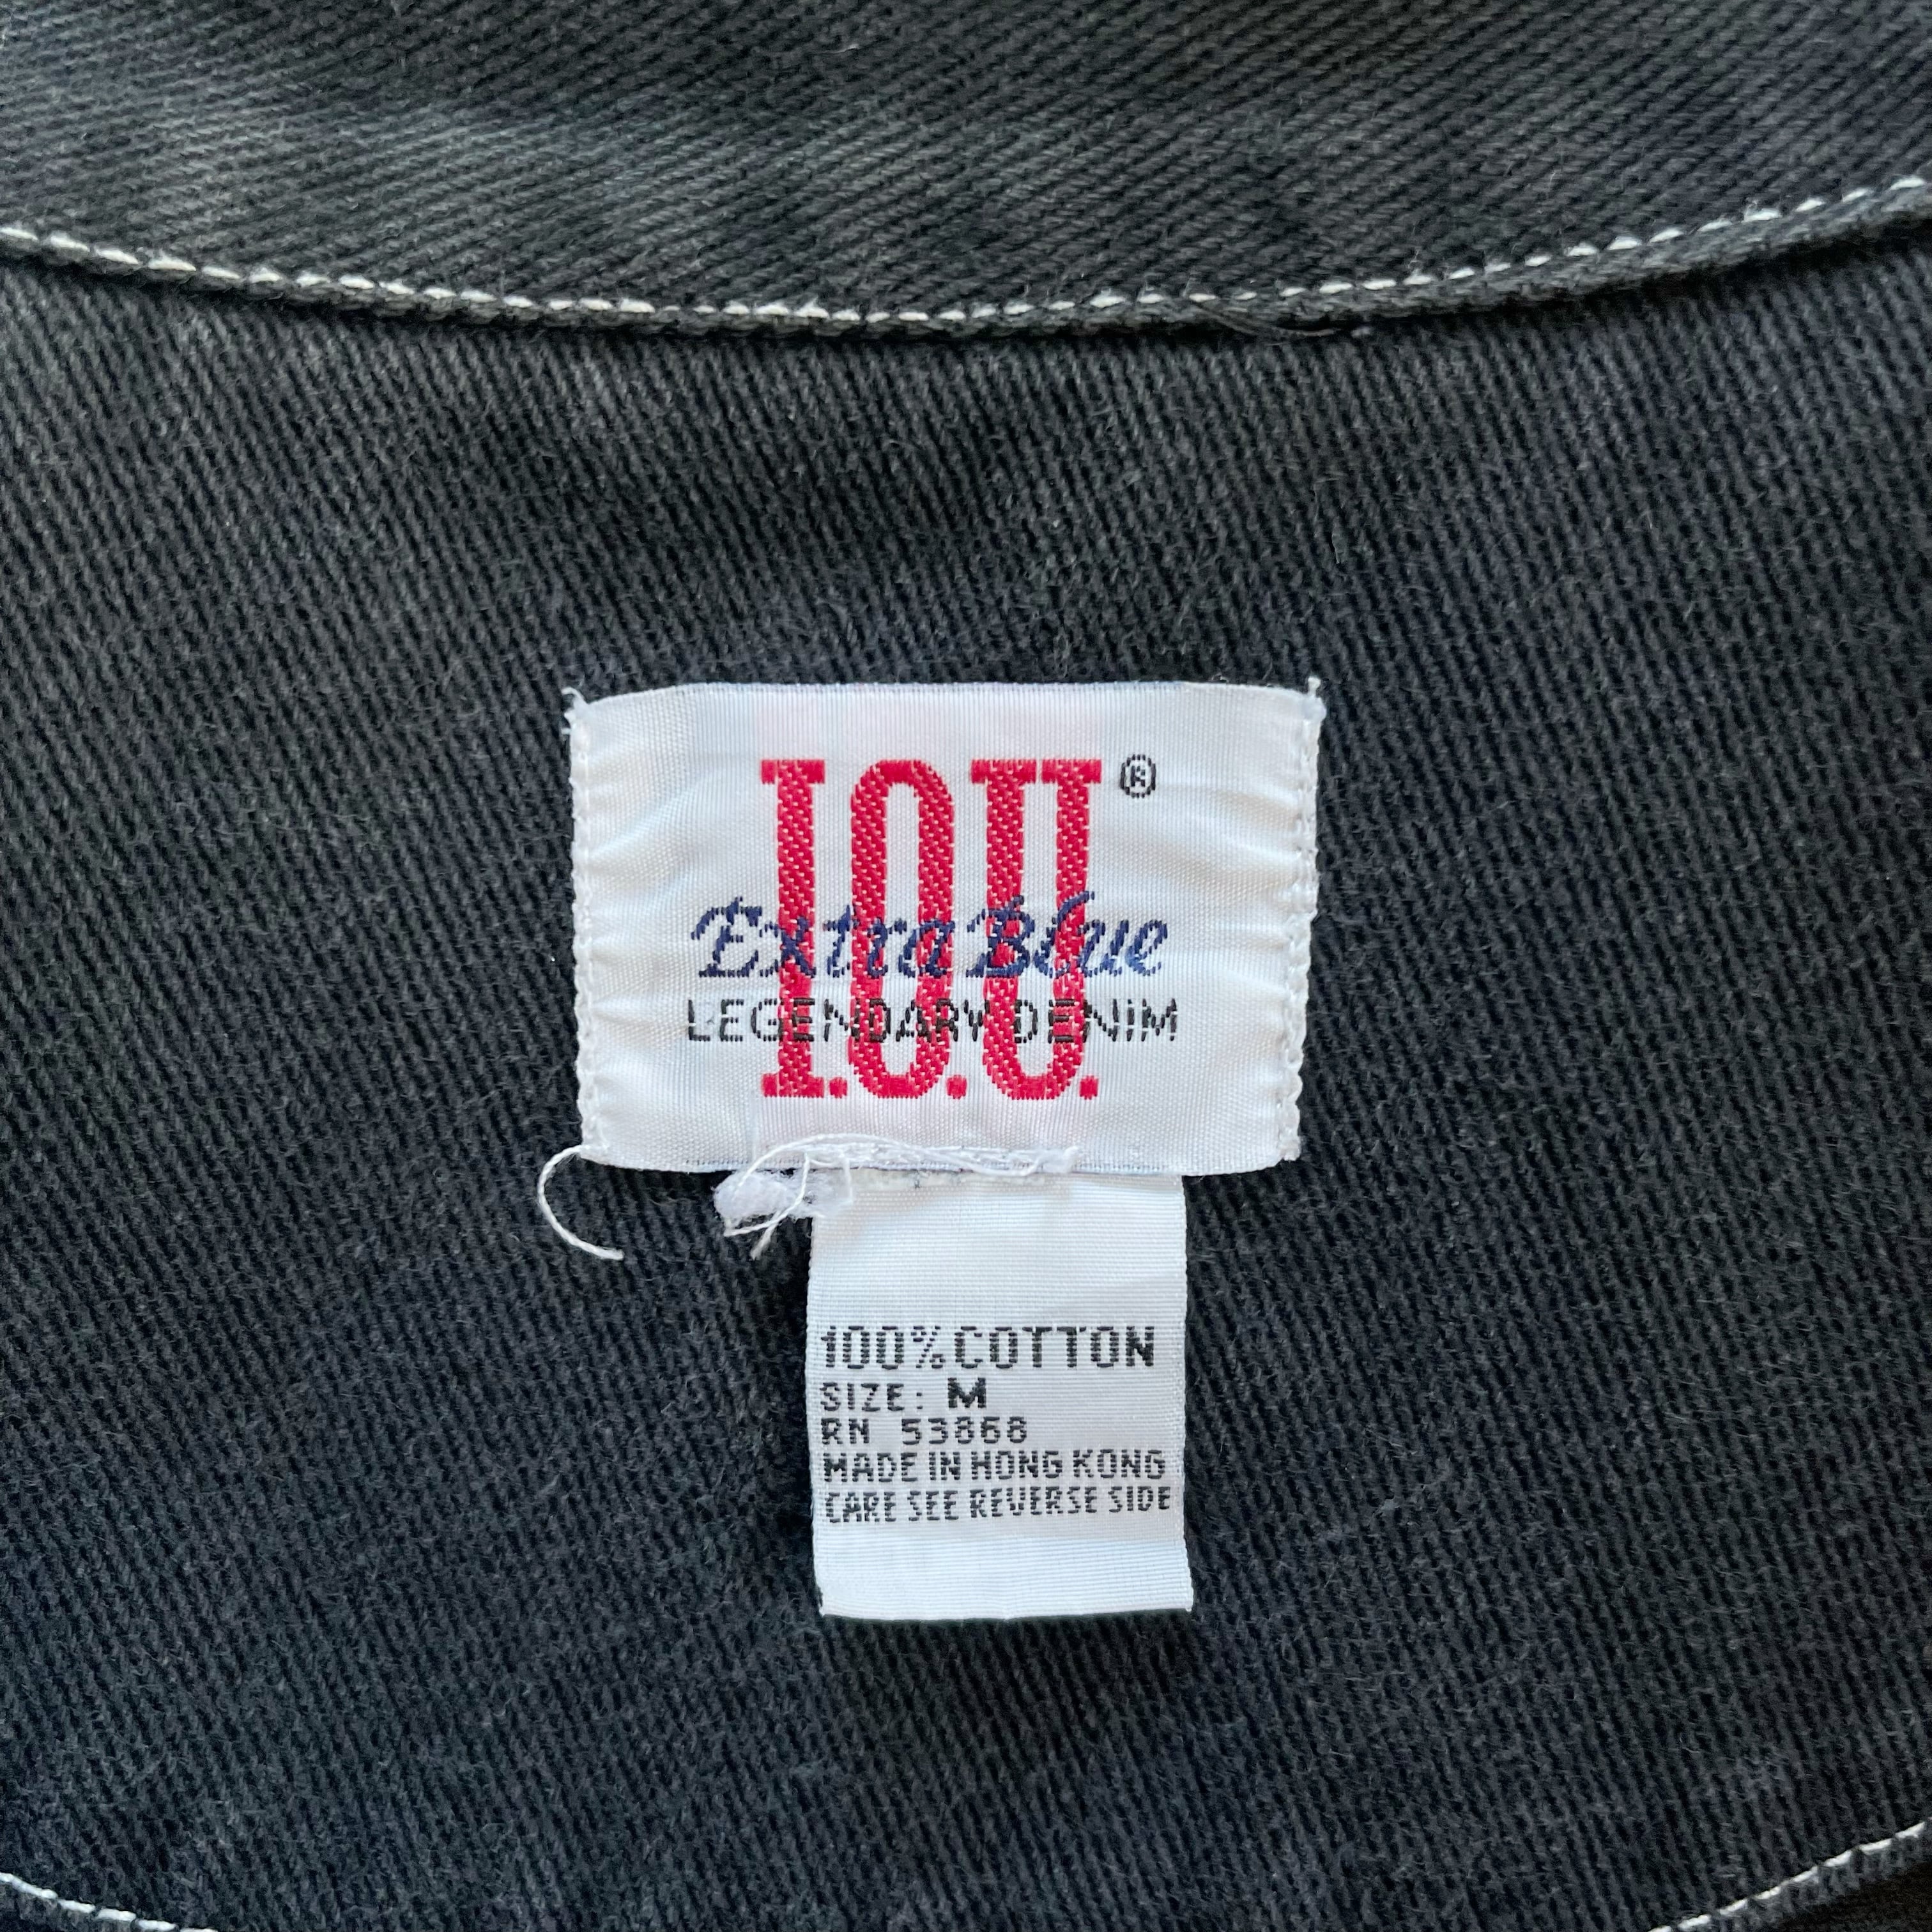 I.O.U. ®
Extra Blue
LEGENDARY DENIM
100% COTTON
SIZE: M
RN 53868
MADE IN HONG KONG
CARE SEE REVERSE SIDE